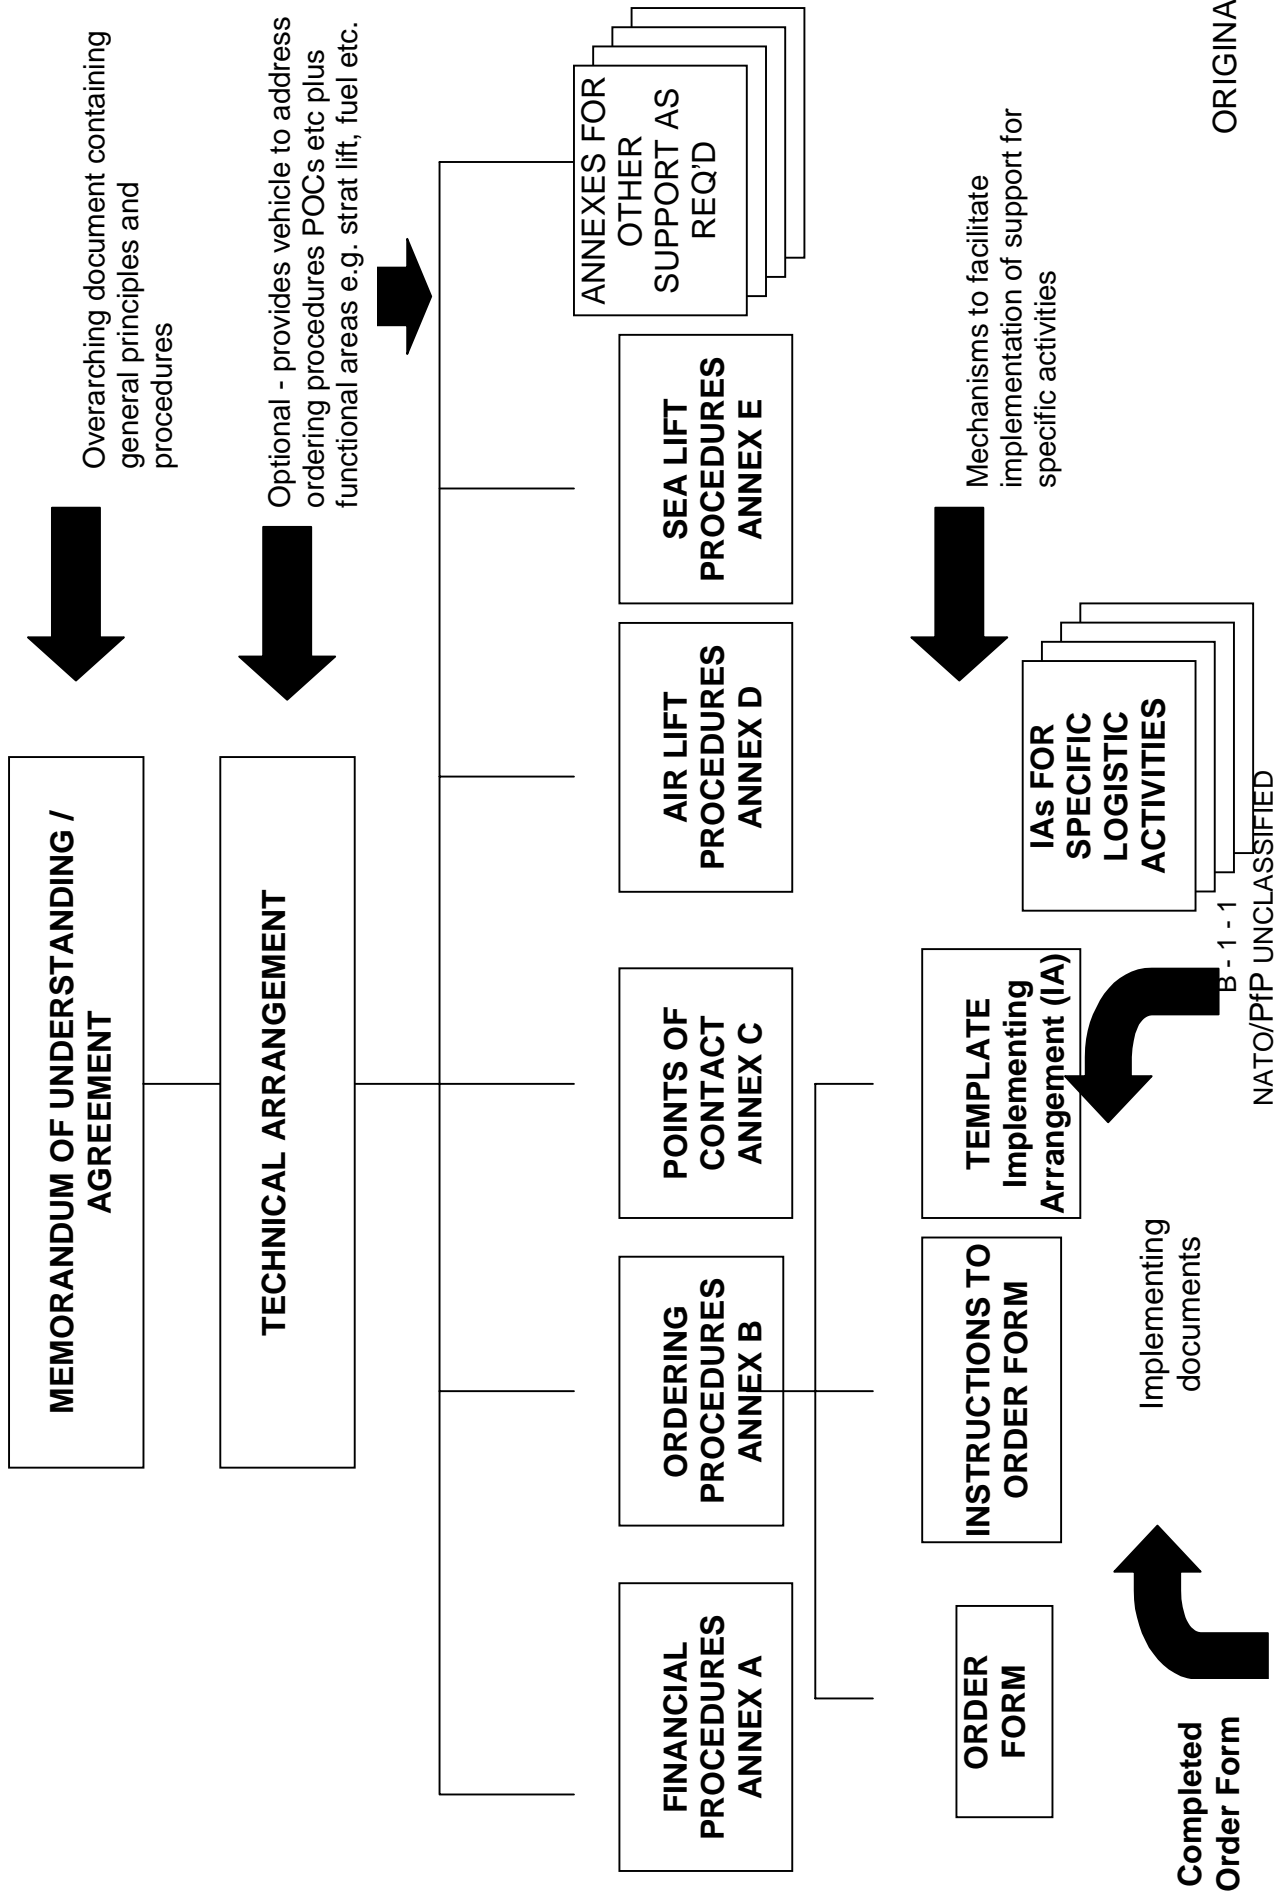 MEMORANDUM OF UNDERSTANDING /
AGREEMENT
Overarching document containing
general principles and
procedures
TECHNICAL ARRANGEMENT
Optional - provides vehicle to address
ordering procedures POCs etc plus
functional areas e.g. strat lift, fuel etc.
FINANCIAL
PROCEDURES
ANNEX A
ORDERING
PROCEDURES
ANNEX B
POINTS OF
CONTACT
ANNEX C
AIR LIFT
PROCEDURES
ANNEX D
SEA LIFT
PROCEDURES
ANNEX E
ANNEXES FOR
OTHER
SUPPORT AS
REQ'D
ORDER
FORM
INSTRUCTIONS TO
ORDER FORM
TEMPLATE
Implementing
Arrangement (IA)
IAs FOR
SPECIFIC
LOGISTIC
ACTIVITIES
Mechanisms to facilitate
implementation of support for
specific activities
Completed
Order Form
Implementing
documents
B - 1 - 1
NATO/PfP UNCLASSIFIED
ORIGINA